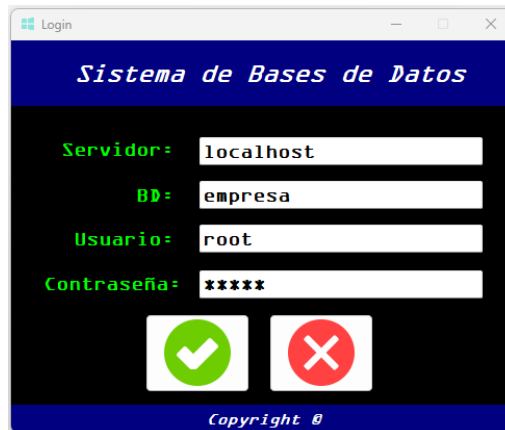 Login
Sistema de Bases de Datos
Servidor: localhost
BD: empresa
Usuario: root
Contraseña: *****
Copyright @